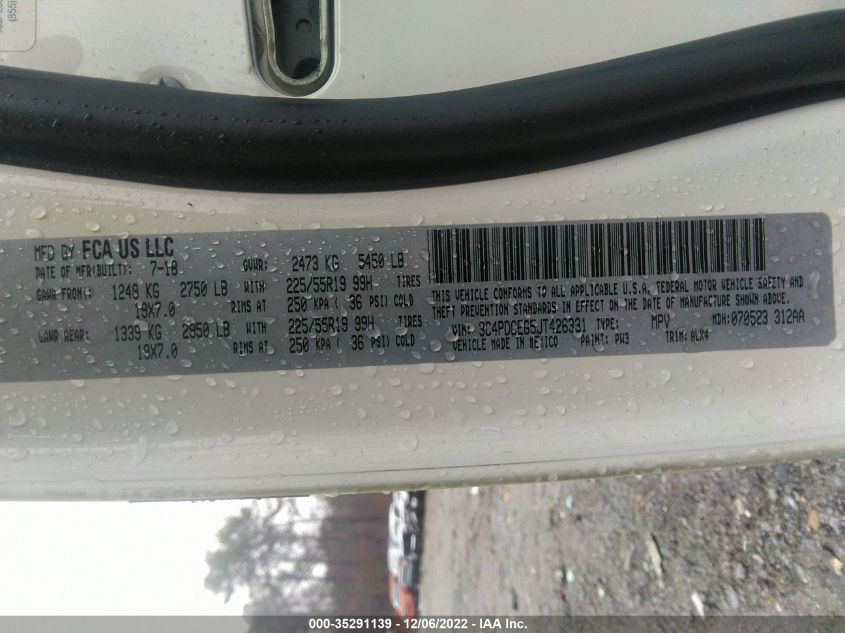 (855)
MFD BY FCA US LLC
DATE OF MFR(BUILT): 7-18 GVWR: 2473 KG 5450 LB
GAWR FRONT: 1248 KG 2750 LB WITH 225/55R19 99H TIRES
19X7.0 RIMS AT 250 KPA ( 36 PSI) COLD
GAWR REAR: 1339 KG 2950 LB WITH 225/55R19 99H TIRES
19X7.0 RIMS AT 250 KPA ( 36 PSI) COLD
THIS VEHICLE CONFORMS TO ALL APPLICABLE U.S.A. FEDERAL MOTOR VEHICLE SAFETY AND
THEFT PREVENTION STANDARDS IN EFFECT ON THE DATE OF MANUFACTURE SHOWN ABOVE.
VIN: 3C4PDCEG5JT426331 TYPE: MPV MDH: 070523 312AA
VEHICLE MADE IN MEXICO PAINT: PW3 TRIM: ALX4
000-35291139 - 12/06/2022 - IAA Inc.